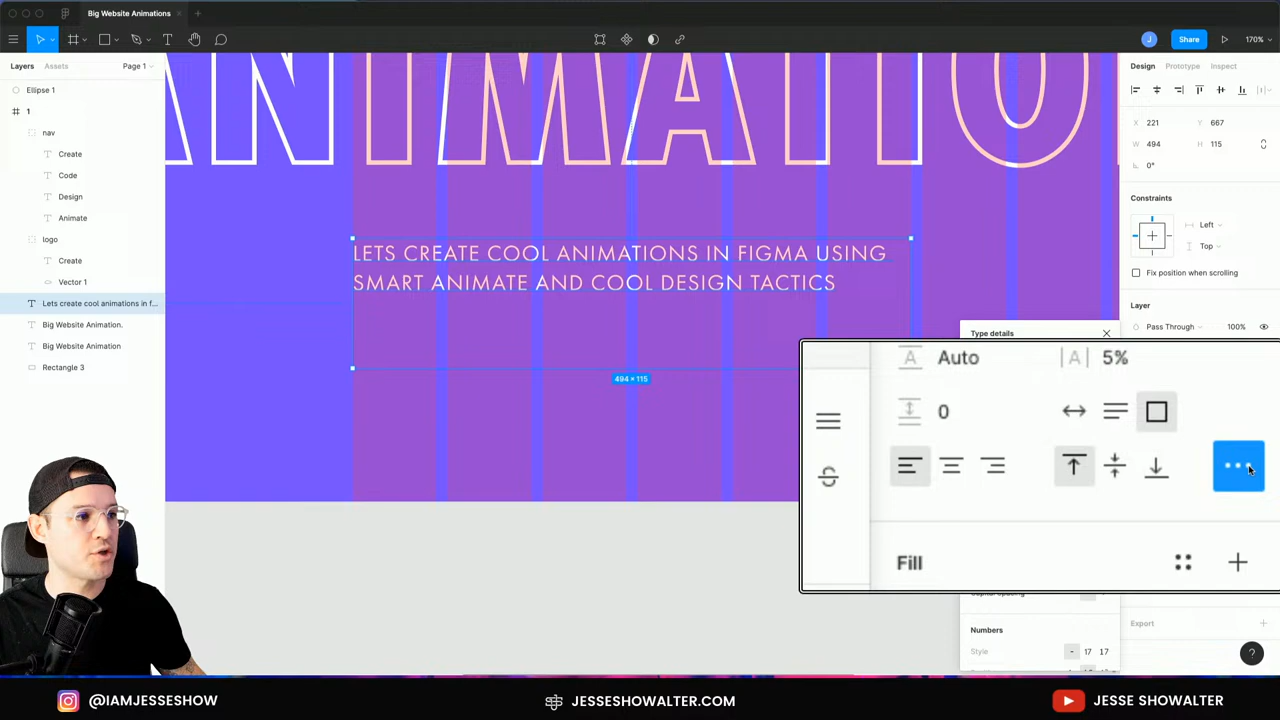 Big Website Animations
Share
170%
Layers
Assets
Page 1
Design
Prototype
Inspect
Ellipse 1
1
nav
Create
Code
Design
Animate
logo
Create
Vector 1
Lets create cool animations in f...
Big Website Animation.
Big Website Animation
Rectangle 3
ANIMATIO
LETS CREATE COOL ANIMATIONS IN FIGMA USING
SMART ANIMATE AND COOL DESIGN TACTICS
494 × 115
X 221 Y 667
W 494 H 115
0°
Constraints
Left
Top
Fix position when scrolling
Layer
Pass Through 100%
Type details
Auto 5%
0
Fill
Numbers
Style - 17 17
Export
?
@IAMJESSESHOW
JESSESHOWALTER.COM
JESSE SHOWALTER